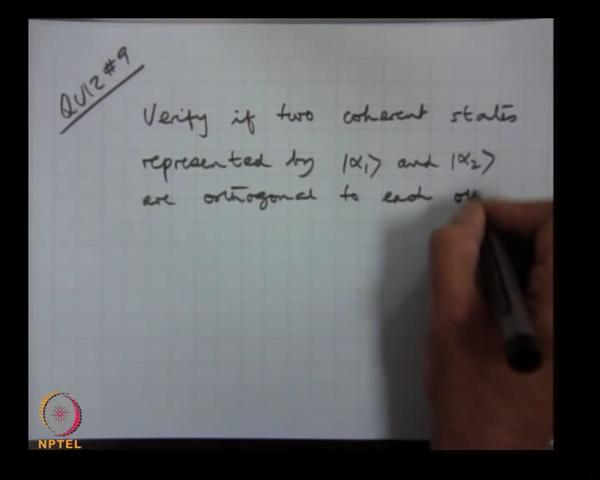 QUIZ #9
Verify if two coherent states
represented by |α₁⟩ and |α₂⟩
are orthogonal to each
NPTEL